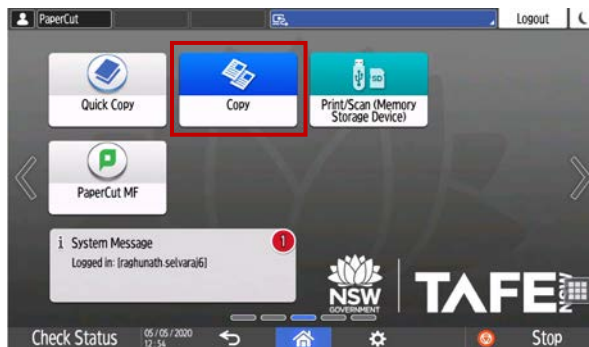 PaperCut
Logout
Quick Copy
Copy
Print/Scan (Memory
Storage Device)
PaperCut MF
i System Message
1
Logged in: [raghunath.selvaraj6]
NSW
GOVERNMENT
TAFE
NSW
Check Status
05/05/2020
12:54
Stop